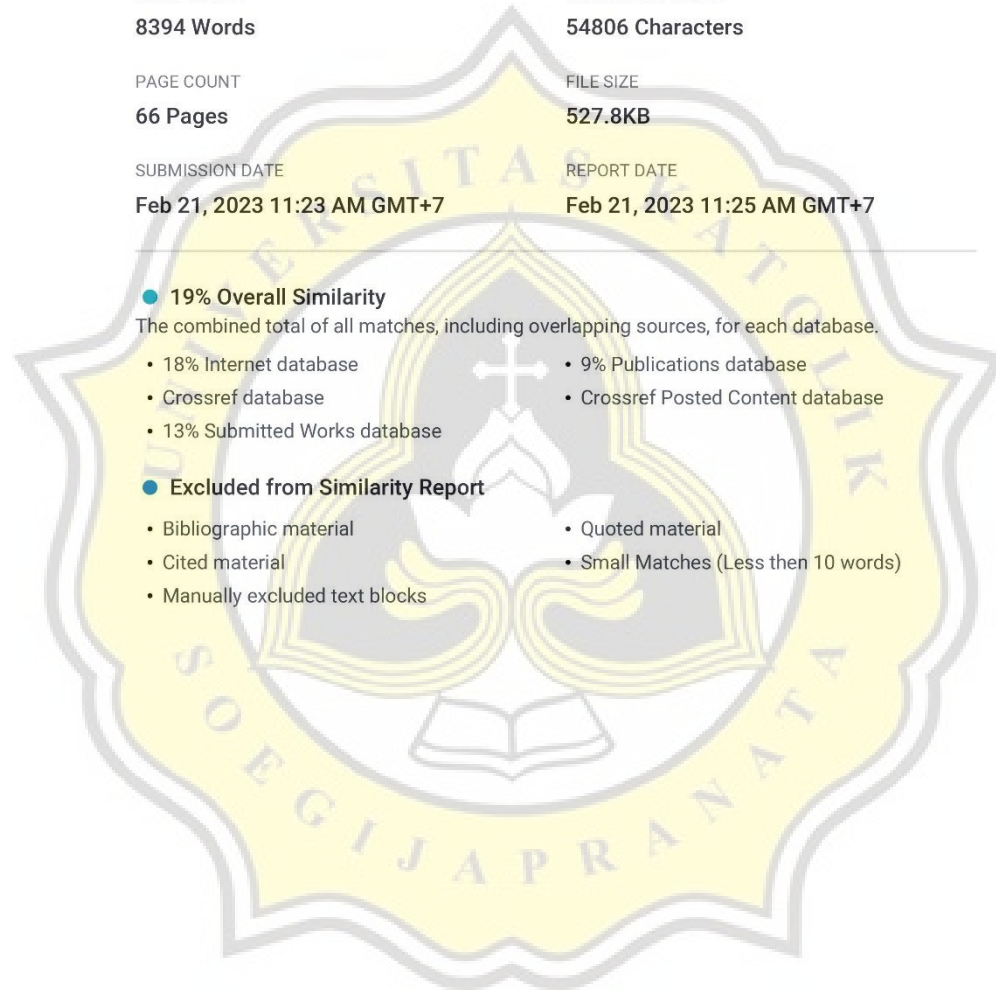 8394 Words
54806 Characters
PAGE COUNT
FILE SIZE
66 Pages
527.8KB
SUBMISSION DATE
REPORT DATE
Feb 21, 2023 11:23 AM GMT+7
Feb 21, 2023 11:25 AM GMT+7
19% Overall Similarity
The combined total of all matches, including overlapping sources, for each database.
• 18% Internet database
• 9% Publications database
• Crossref database
• Crossref Posted Content database
• 13% Submitted Works database
Excluded from Similarity Report
• Bibliographic material
• Quoted material
• Cited material
• Small Matches (Less then 10 words)
• Manually excluded text blocks
UNIVERSITAS KATOLIK
SOEGIJAPRANATA